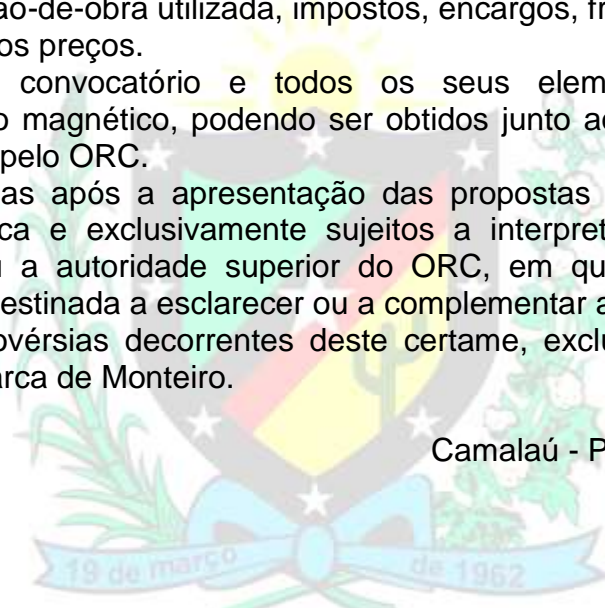 ão-de-obra utilizada, impostos, encargos, fr
os preços.
convocatório e todos os seus elem
o magnético, podendo ser obtidos junto ao
pelo ORC.
as após a apresentação das propostas
ca e exclusivamente sujeitos a interpret
a autoridade superior do ORC, em qu
estinada a esclarecer ou a complementar a
ovérsias decorrentes deste certame, exclu
arca de Monteiro.
Camalaú - P
19 de março de 1962